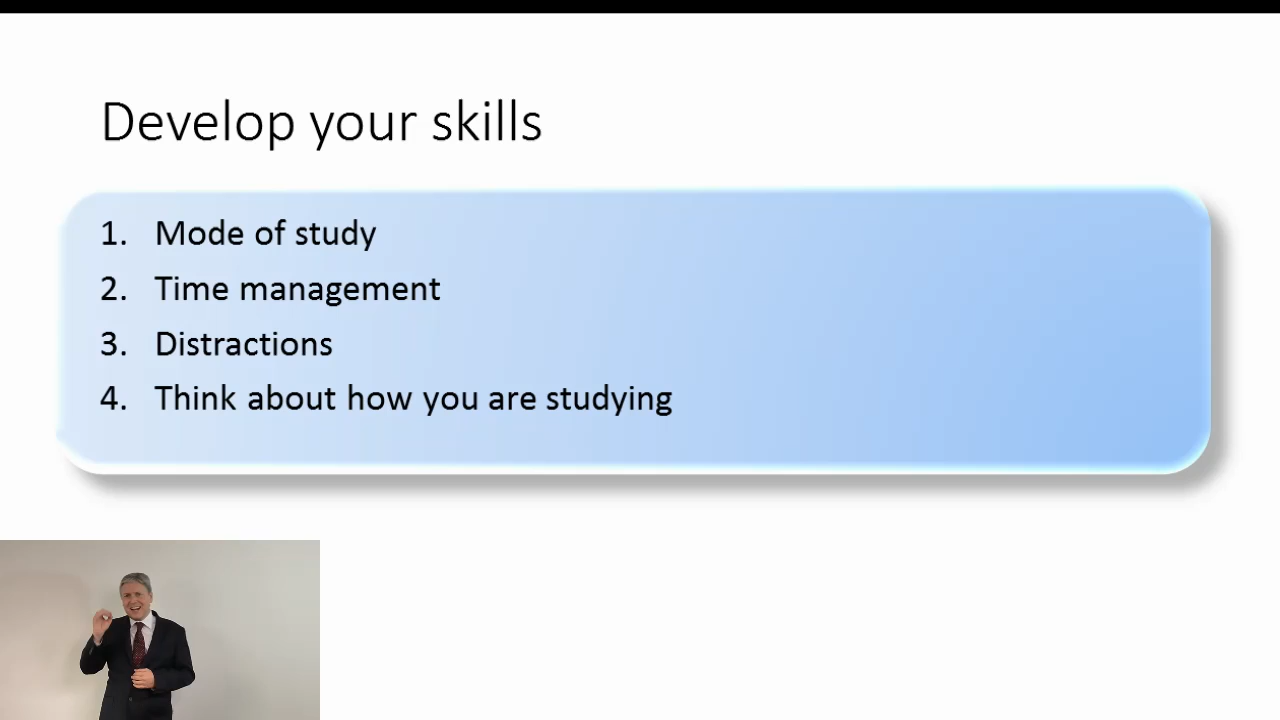 Develop your skills
1. Mode of study
2. Time management
3. Distractions
4. Think about how you are studying